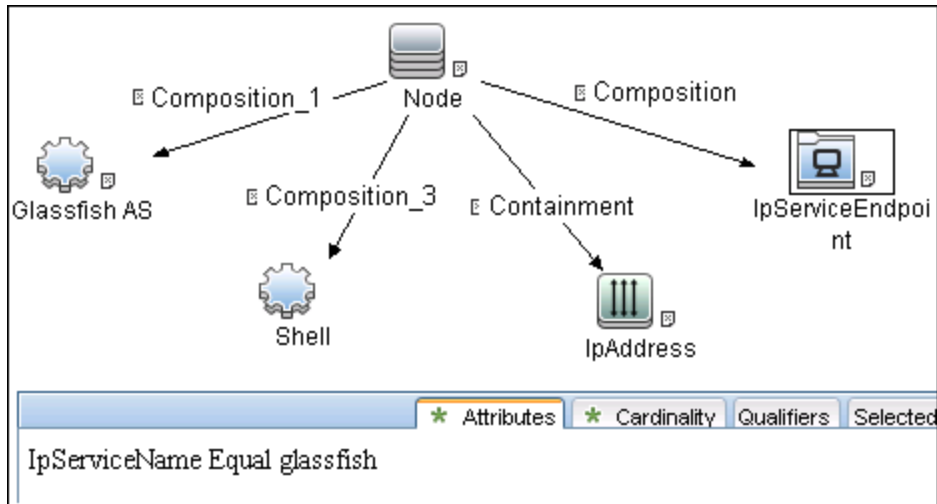 Node
Composition_1
Composition
Glassfish AS
Composition_3
Containment
IpServiceEndpoi
nt
Shell
IpAddress
* Attributes
* Cardinality
Qualifiers
Selected
IpServiceName Equal glassfish